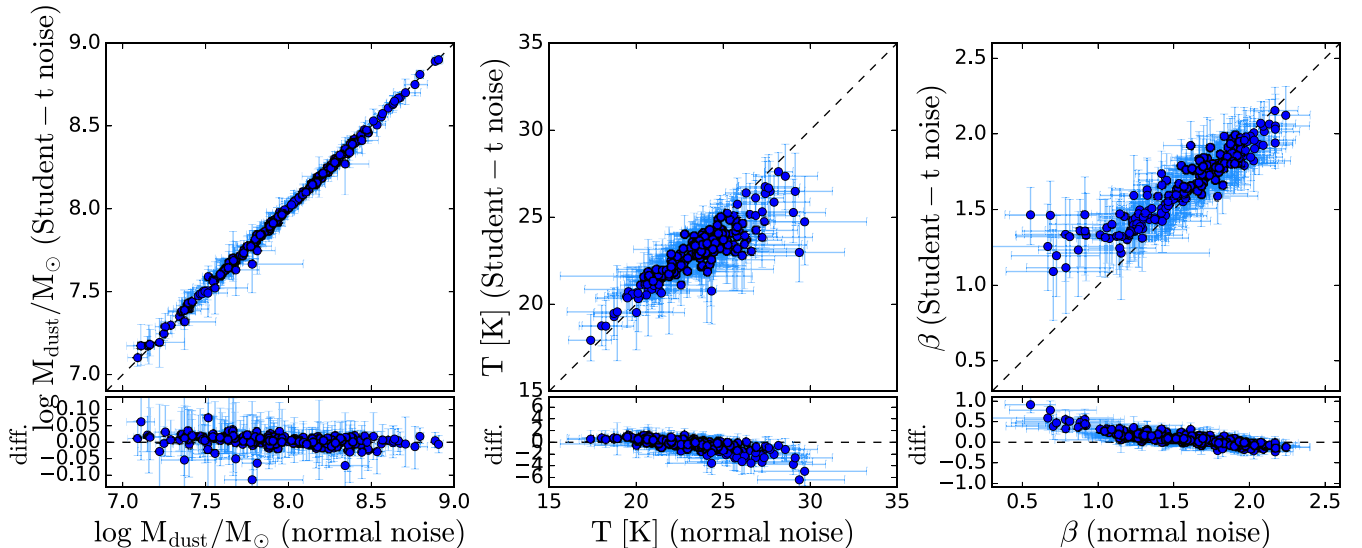 log M_dust/M_⊙ (Student − t noise)
9.0
8.5
8.0
7.5
7.0
diff.
0.10
0.05
0.00
−0.05
−0.10
7.0 7.5 8.0 8.5 9.0
log M_dust/M_⊙ (normal noise)
T [K] (Student − t noise)
35
30
25
20
15
diff.
6
4
2
0
−2
−4
−6
15 20 25 30 35
T [K] (normal noise)
β (Student − t noise)
2.5
2.0
1.5
1.0
0.5
diff.
1.0
0.5
0.0
−0.5
−1.0
0.5 1.0 1.5 2.0 2.5
β (normal noise)